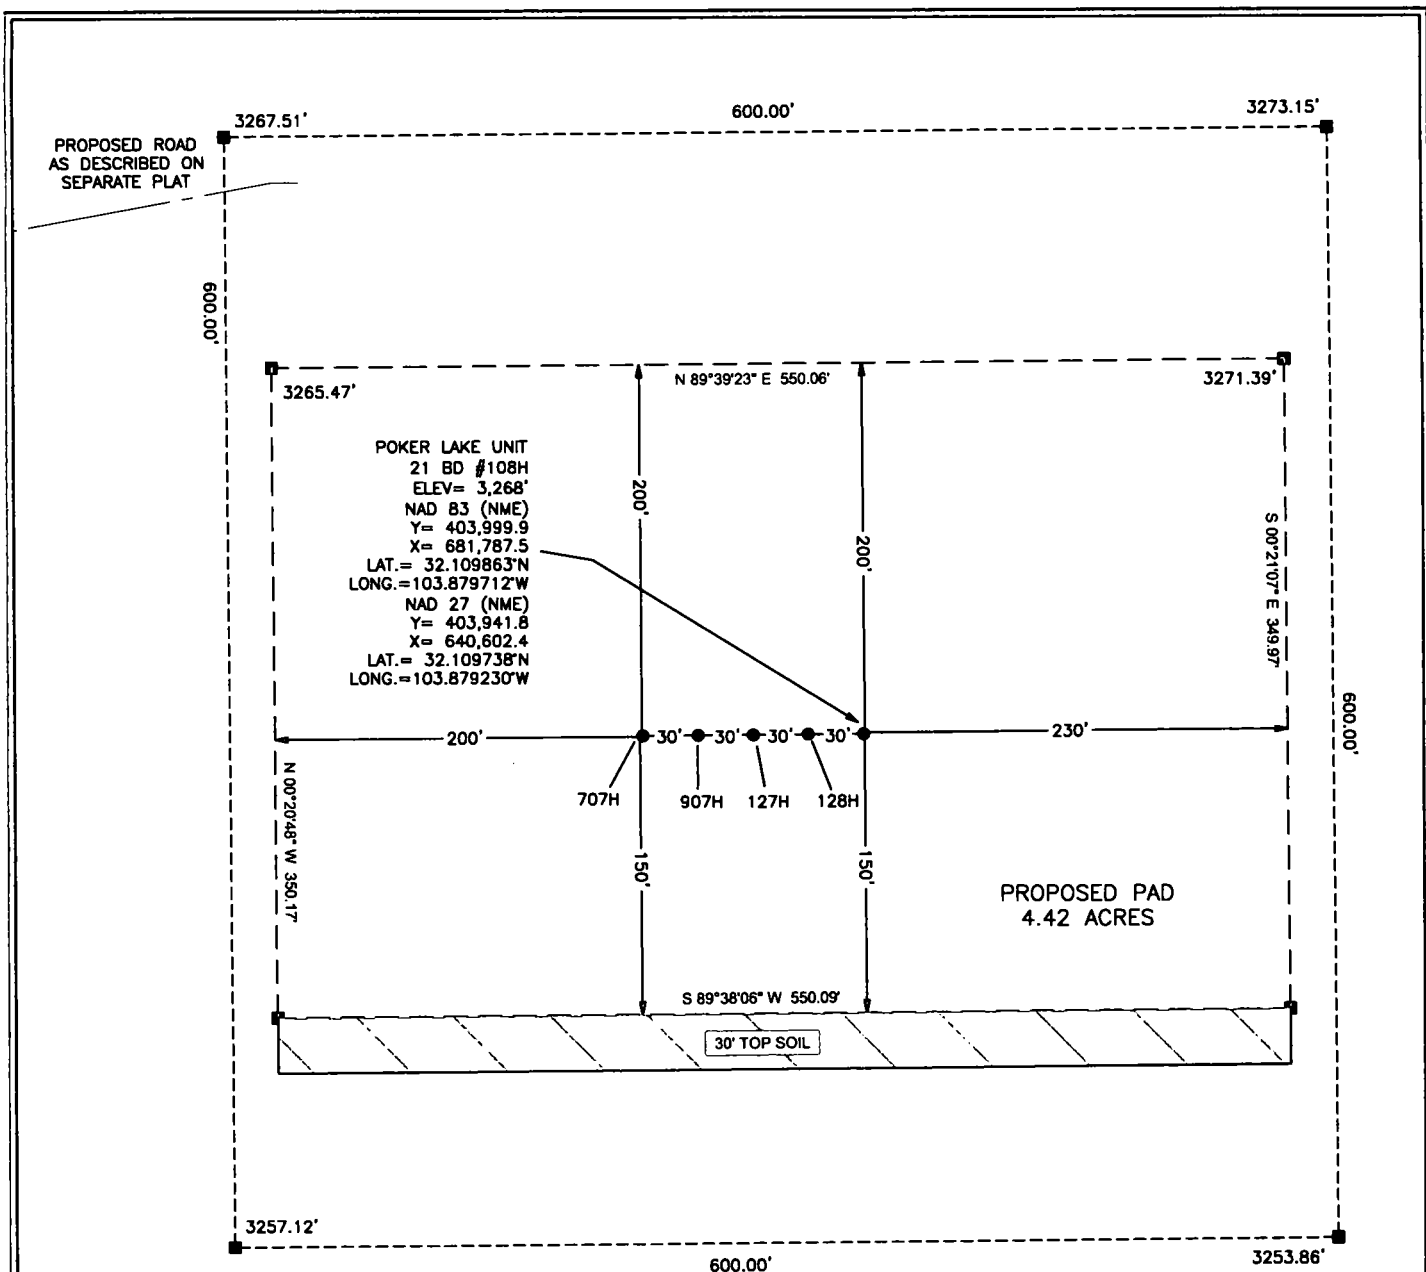 3267.51'
600.00'
3273.15'
PROPOSED ROAD
AS DESCRIBED ON
SEPARATE PLAT
600.00'
3265.47'
N 89°39'23" E 550.06'
3271.39'
POKER LAKE UNIT
21 BD #108H
ELEV= 3,268'
NAD 83 (NME)
Y= 403,999.9
X= 681,787.5
LAT.= 32.109863°N
LONG.=103.879712°W
NAD 27 (NME)
Y= 403,941.8
X= 640,602.4
LAT.= 32.109738°N
LONG.=103.879230°W
200'
200'
S 00°21'07" E 349.97'
600.00'
200'
30'
30'
30'
30'
230'
707H
907H
127H
128H
N 00°20'48" W 350.17'
150'
150'
PROPOSED PAD
4.42 ACRES
S 89°38'06" W 550.09'
30' TOP SOIL
3257.12'
600.00'
3253.86'